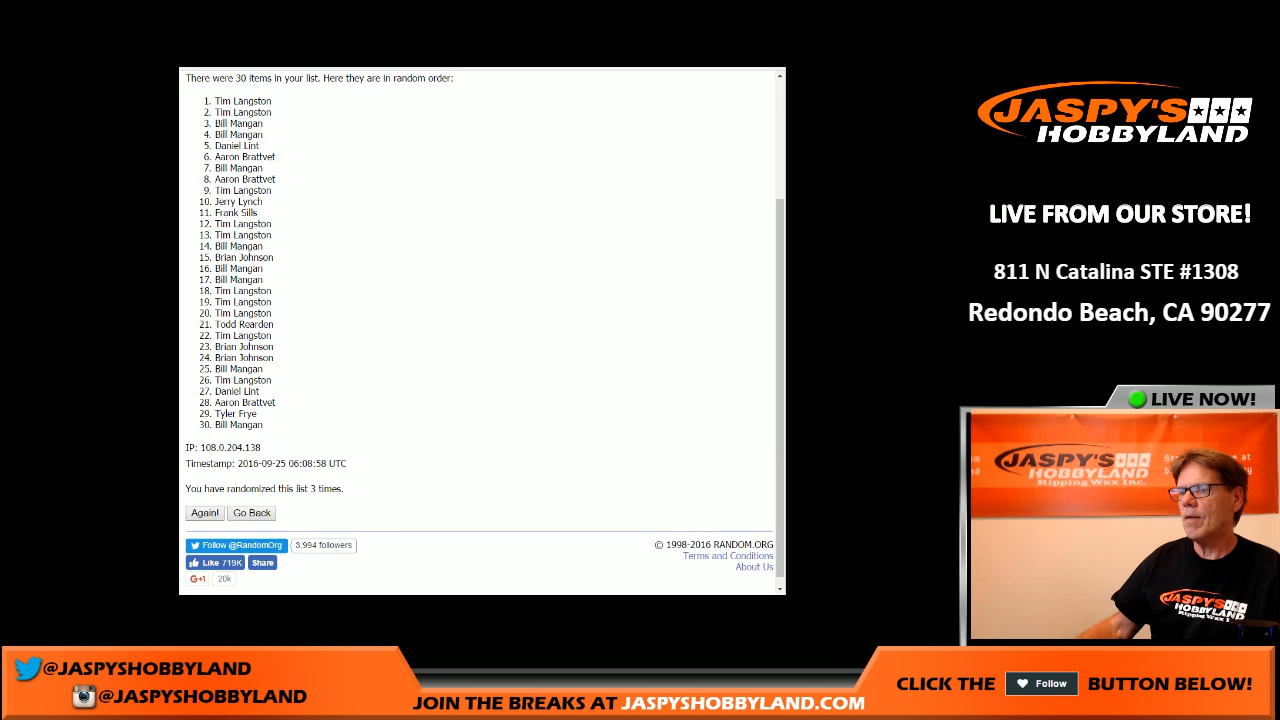 There were 30 items in your list. Here they are in random order:
1. Tim Langston
2. Tim Langston
3. Bill Mangan
4. Bill Mangan
5. Daniel Lint
6. Aaron Brattvet
7. Bill Mangan
8. Aaron Brattvet
9. Tim Langston
10. Jerry Lynch
11. Frank Sills
12. Tim Langston
13. Tim Langston
14. Bill Mangan
15. Brian Johnson
16. Bill Mangan
17. Bill Mangan
18. Tim Langston
19. Tim Langston
20. Tim Langston
21. Todd Rearden
22. Tim Langston
23. Brian Johnson
24. Brian Johnson
25. Bill Mangan
26. Tim Langston
27. Daniel Lint
28. Aaron Brattvet
29. Tyler Frye
30. Bill Mangan
IP: 108.0.204.138
Timestamp: 2016-09-25 06:08:58 UTC
You have randomized this list 3 times.
Again! Go Back
Follow @RandomOrg 3,994 followers
Like 719K Share
G+1 20k
© 1998-2016 RANDOM.ORG
Terms and Conditions
About Us
JASPY'S
HOBBYLAND
LIVE FROM OUR STORE!
811 N Catalina STE #1308
Redondo Beach, CA 90277
LIVE NOW!
JASPY'S
HOBBYLAND
Ripping Wax Inc.
JASPY'S
HOBBYLAND
@JASPYSHOBBYLAND
@JASPYSHOBBYLAND
JOIN THE BREAKS AT JASPYSHOBBYLAND.COM
CLICK THE Follow BUTTON BELOW!